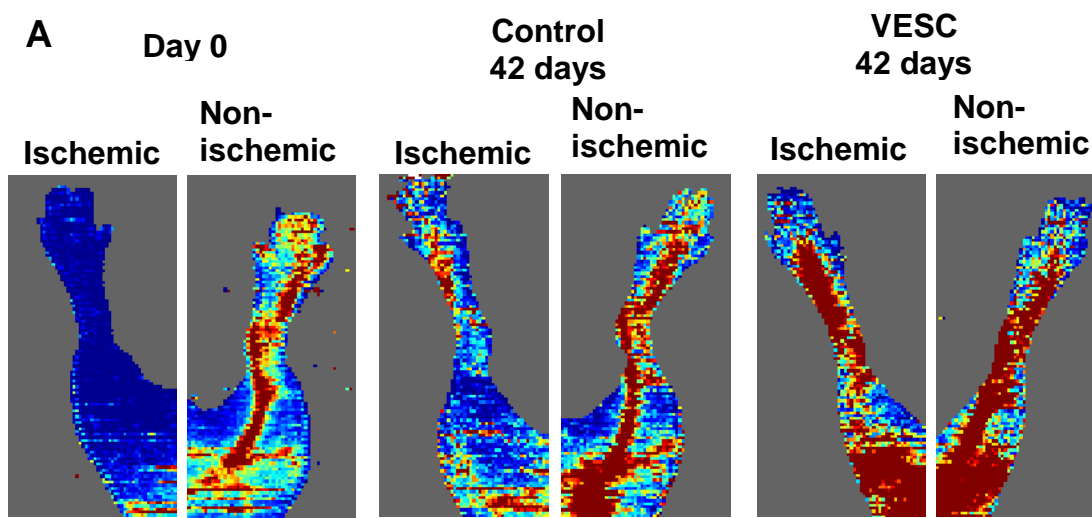 A
Day 0
Control
42 days
VESC
42 days
Ischemic
Non-
ischemic
Ischemic
Non-
ischemic
Ischemic
Non-
ischemic